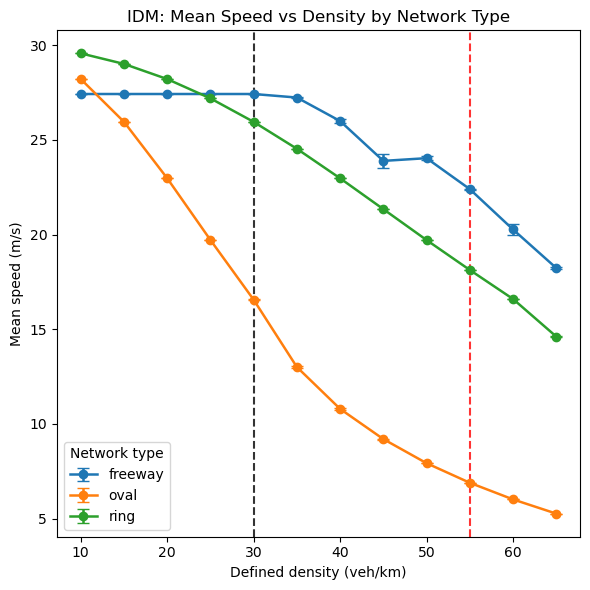 IDM: Mean Speed vs Density by Network Type
30
25
20
15
10
5
Mean speed (m/s)
Network type
freeway
oval
ring
10 20 30 40 50 60
Defined density (veh/km)